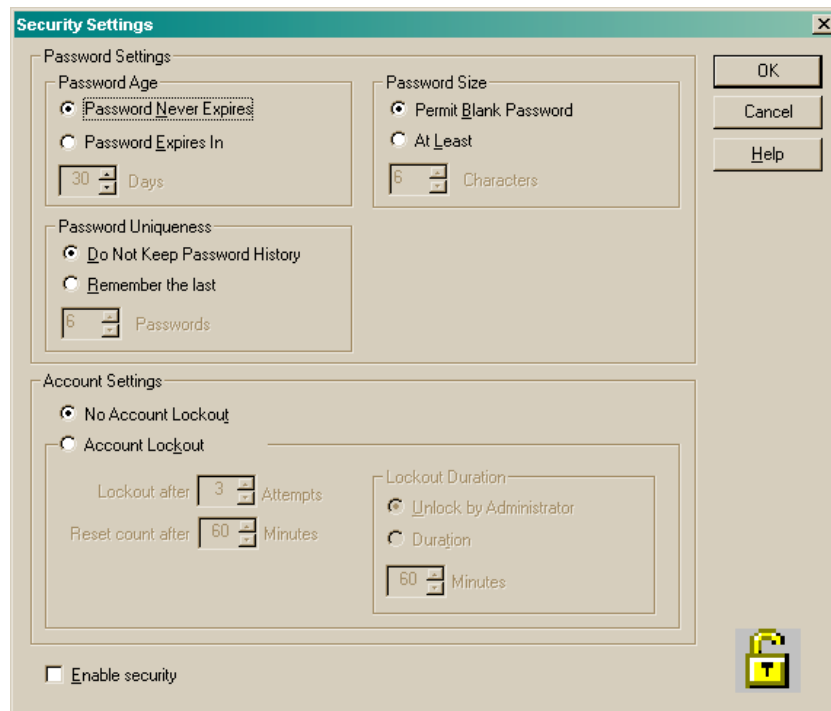 Security Settings
Password Settings
Password Age
Password Never Expires
Password Expires In
30 Days
Password Size
Permit Blank Password
At Least
6 Characters
Password Uniqueness
Do Not Keep Password History
Remember the last
6 Passwords
Account Settings
No Account Lockout
Account Lockout
Lockout after 3 Attempts
Reset count after 60 Minutes
Lockout Duration
Unlock by Administrator
Duration
60 Minutes
Enable security
OK
Cancel
Help
T